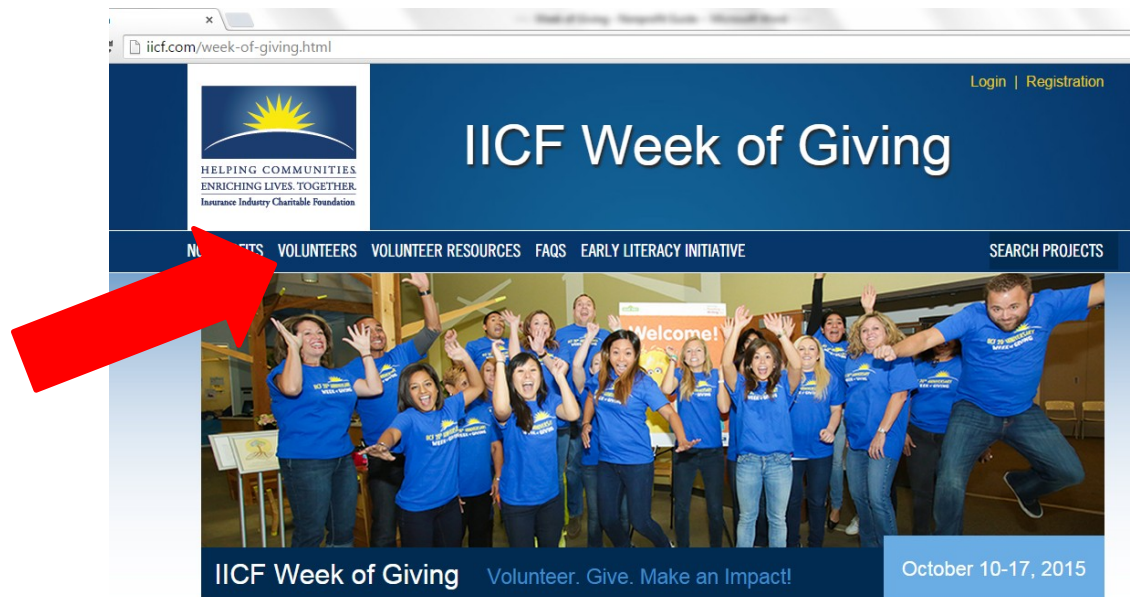 iicf.com/week-of-giving.html
Login | Registration
IICF Week of Giving
HELPING COMMUNITIES.
ENRICHING LIVES. TOGETHER.
Insurance Industry Charitable Foundation
VOLUNTEERS VOLUNTEER RESOURCES FAQS EARLY LITERACY INITIATIVE SEARCH PROJECTS
Welcome!
IICF Week of Giving Volunteer. Give. Make an Impact!
October 10-17, 2015